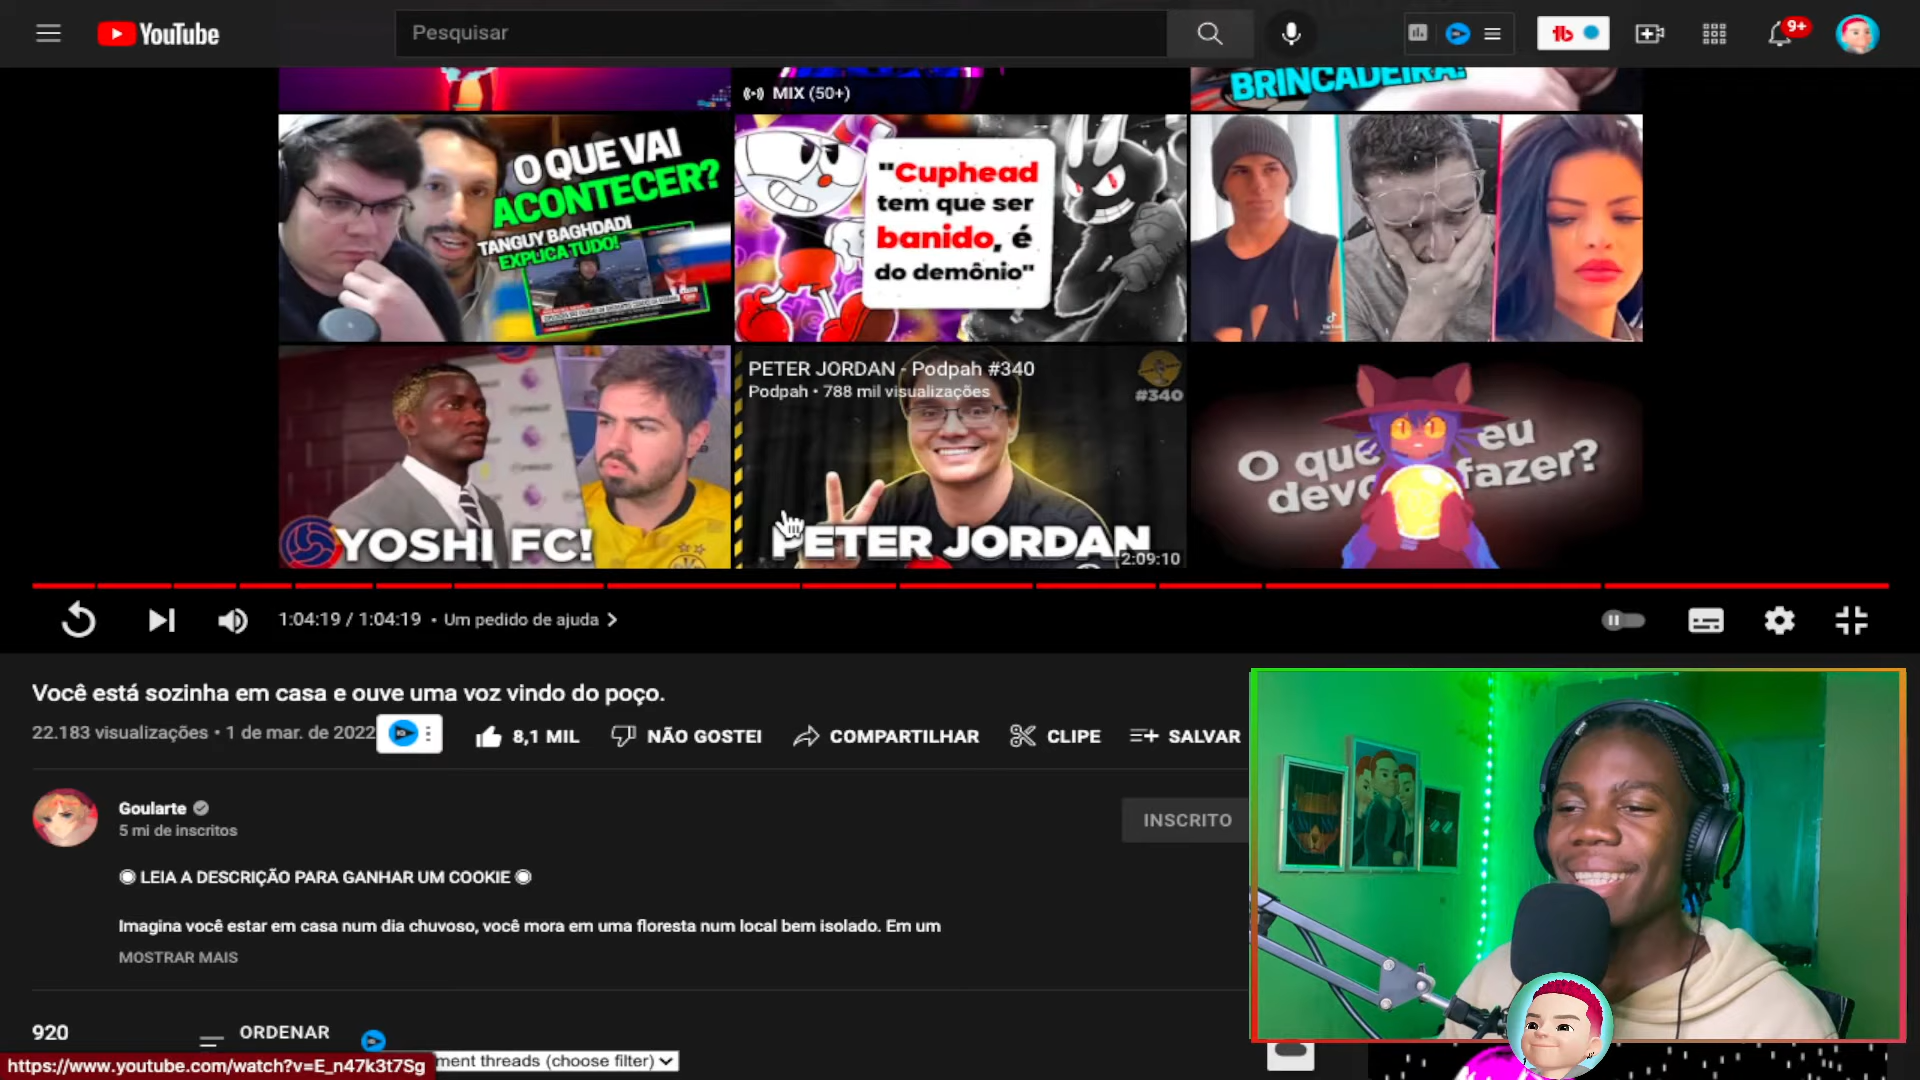 YouTube
Pesquisar
9+
MIX (50+)
BRINCADEIRA!
O QUE VAI
ACONTECER?
TANGUY BAGHDADI
EXPLICA TUDO!
"Cuphead
tem que ser
banido, é
do demônio"
YOSHI FC!
PETER JORDAN - Podpah #340
Podpah • 788 mil visualizações
#340
PETER JORDAN
2:09:10
O que eu
devo fazer?
1:04:19 / 1:04:19 • Um pedido de ajuda
Você está sozinha em casa e ouve uma voz vindo do poço.
22.183 visualizações • 1 de mar. de 2022
8,1 MIL
NÃO GOSTEI
COMPARTILHAR
CLIPE
SALVAR
Goularte
5 mi de inscritos
INSCRITO
◉ LEIA A DESCRIÇÃO PARA GANHAR UM COOKIE ◉
Imagina você estar em casa num dia chuvoso, você mora em uma floresta num local bem isolado. Em um
MOSTRAR MAIS
920
ORDENAR
ment threads (choose filter)
https://www.youtube.com/watch?v=E_n47k3t7Sg